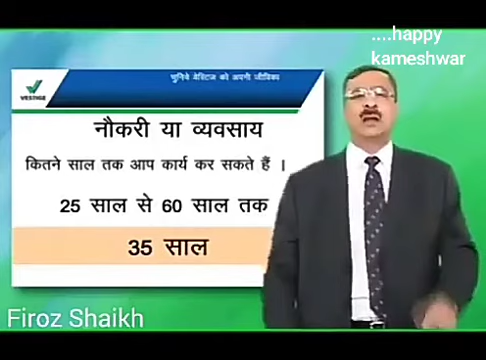 ....happy
kameshwar
VESTIGE
चुनिये वेस्टिज को अपनी जीविका
नौकरी या व्यवसाय
कितने साल तक आप कार्य कर सकते हैं ।
25 साल से 60 साल तक
35 साल
Firoz Shaikh